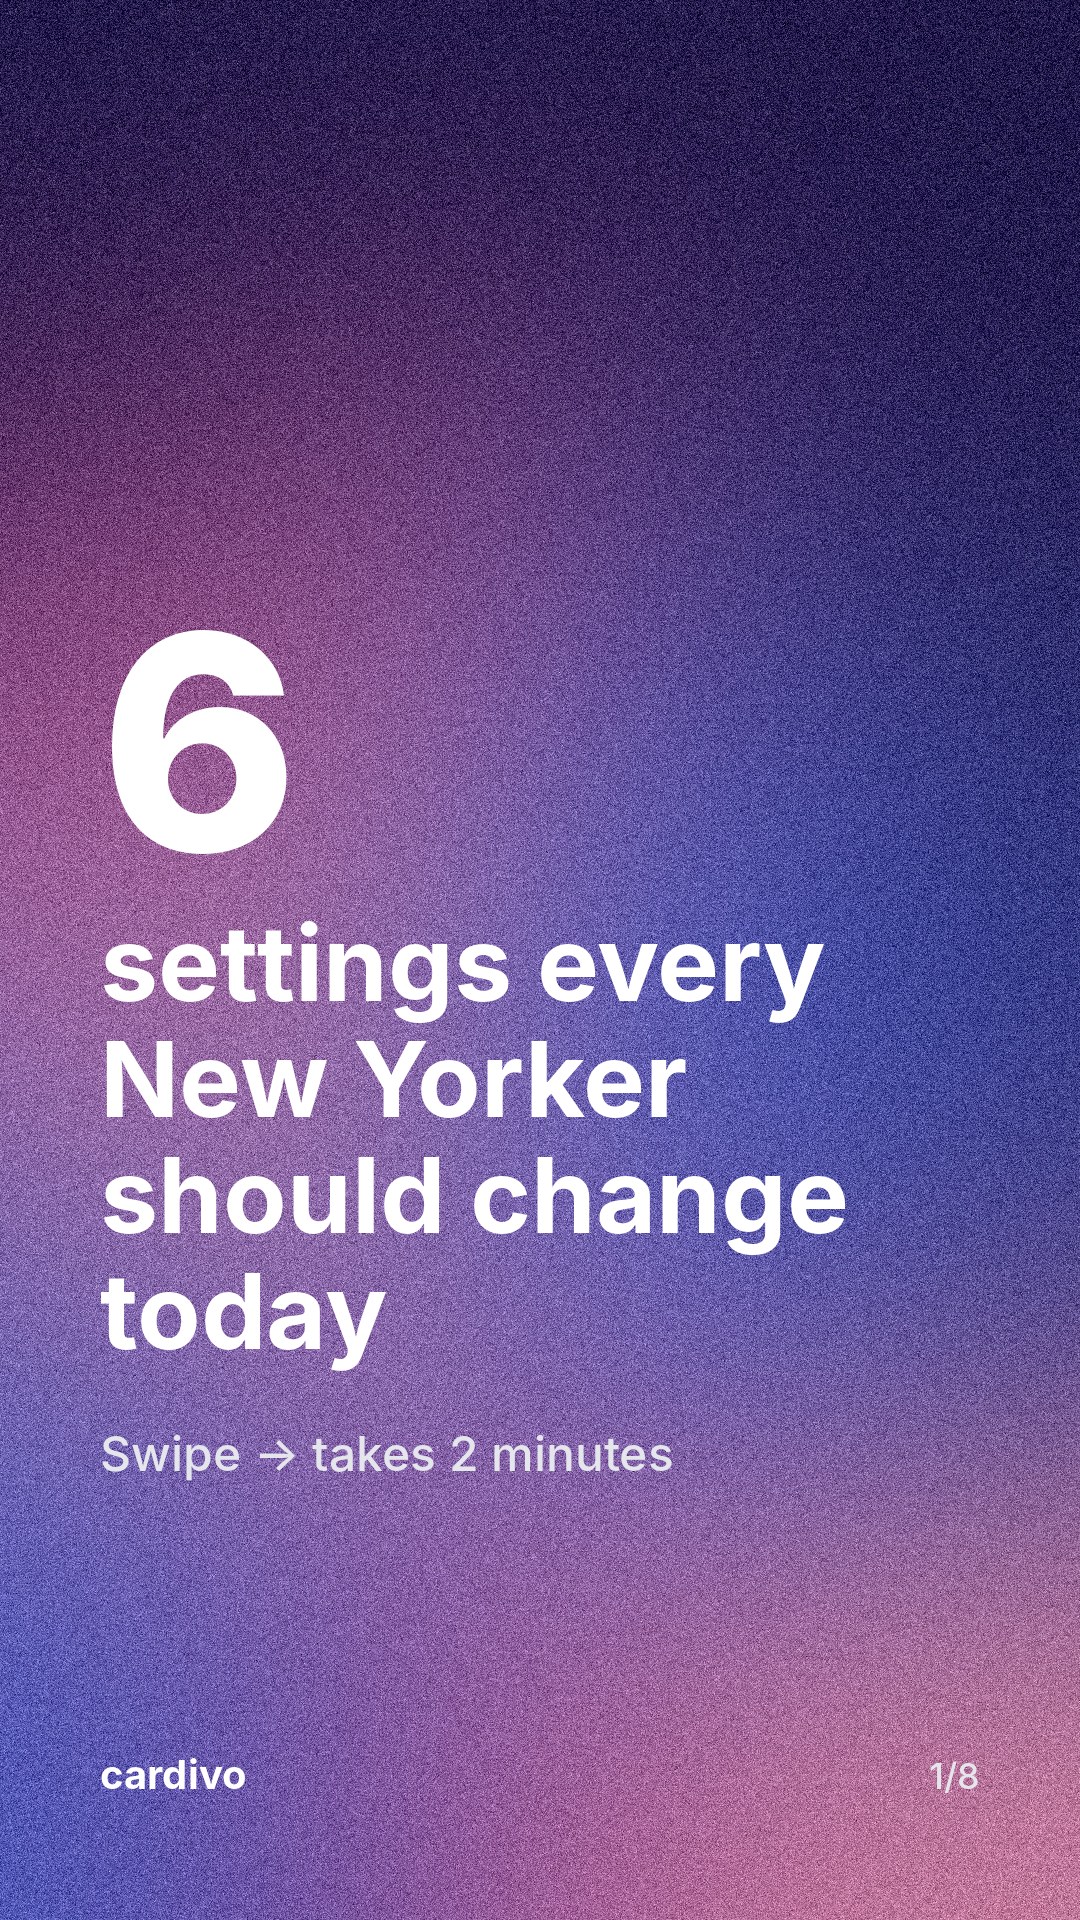 6
settings every
New Yorker
should change
today
Swipe → takes 2 minutes
cardivo
1/8